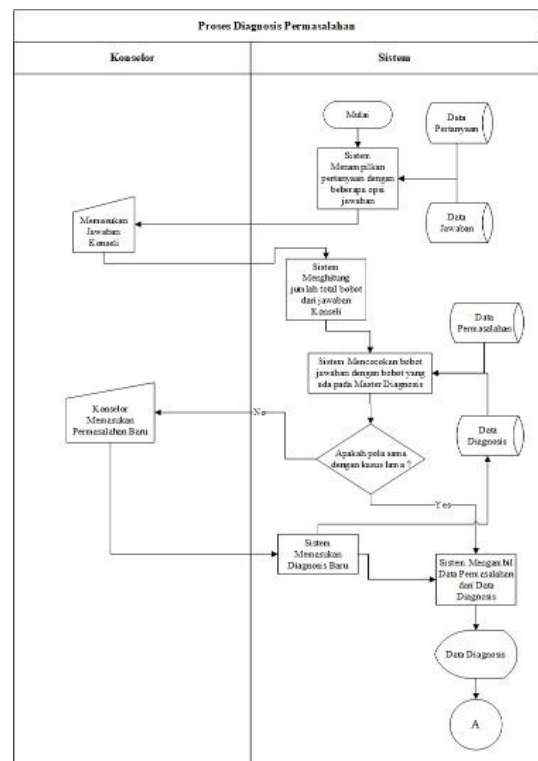 Proses Diagnosis Permasalahan
Konselor
Sistem
Mulai
Data
Pertanyaan
Sistem
Menampilkan
pertanyaan dengan
beberapa opsi
jawaban
Memasukan
Jawaban
Konseli
Data
Jawaban
Sistem
Menghitung
jumlah total bobot
dari jawaban
Konseli
Data
Permasalahan
Sistem Mencocokan bobot
jawaban dengan bobot yang
ada pada Master Diagnosis
Konselor
Memasukan
Permasalahan Baru
No
Data
Diagnosis
Apakah pola sama
dengan kasus lama ?
Yes
Sistem
Memasukan
Diagnosis Baru
Sistem Mengambil
Data Permasalahan
dari Data
Diagnosis
Data Diagnosis
A